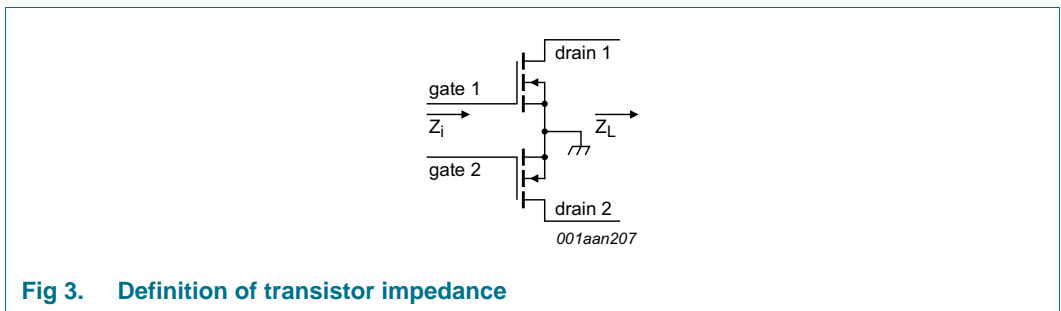 drain 1
gate 1
Zi
ZL
gate 2
drain 2
001aan207
Fig 3. Definition of transistor impedance